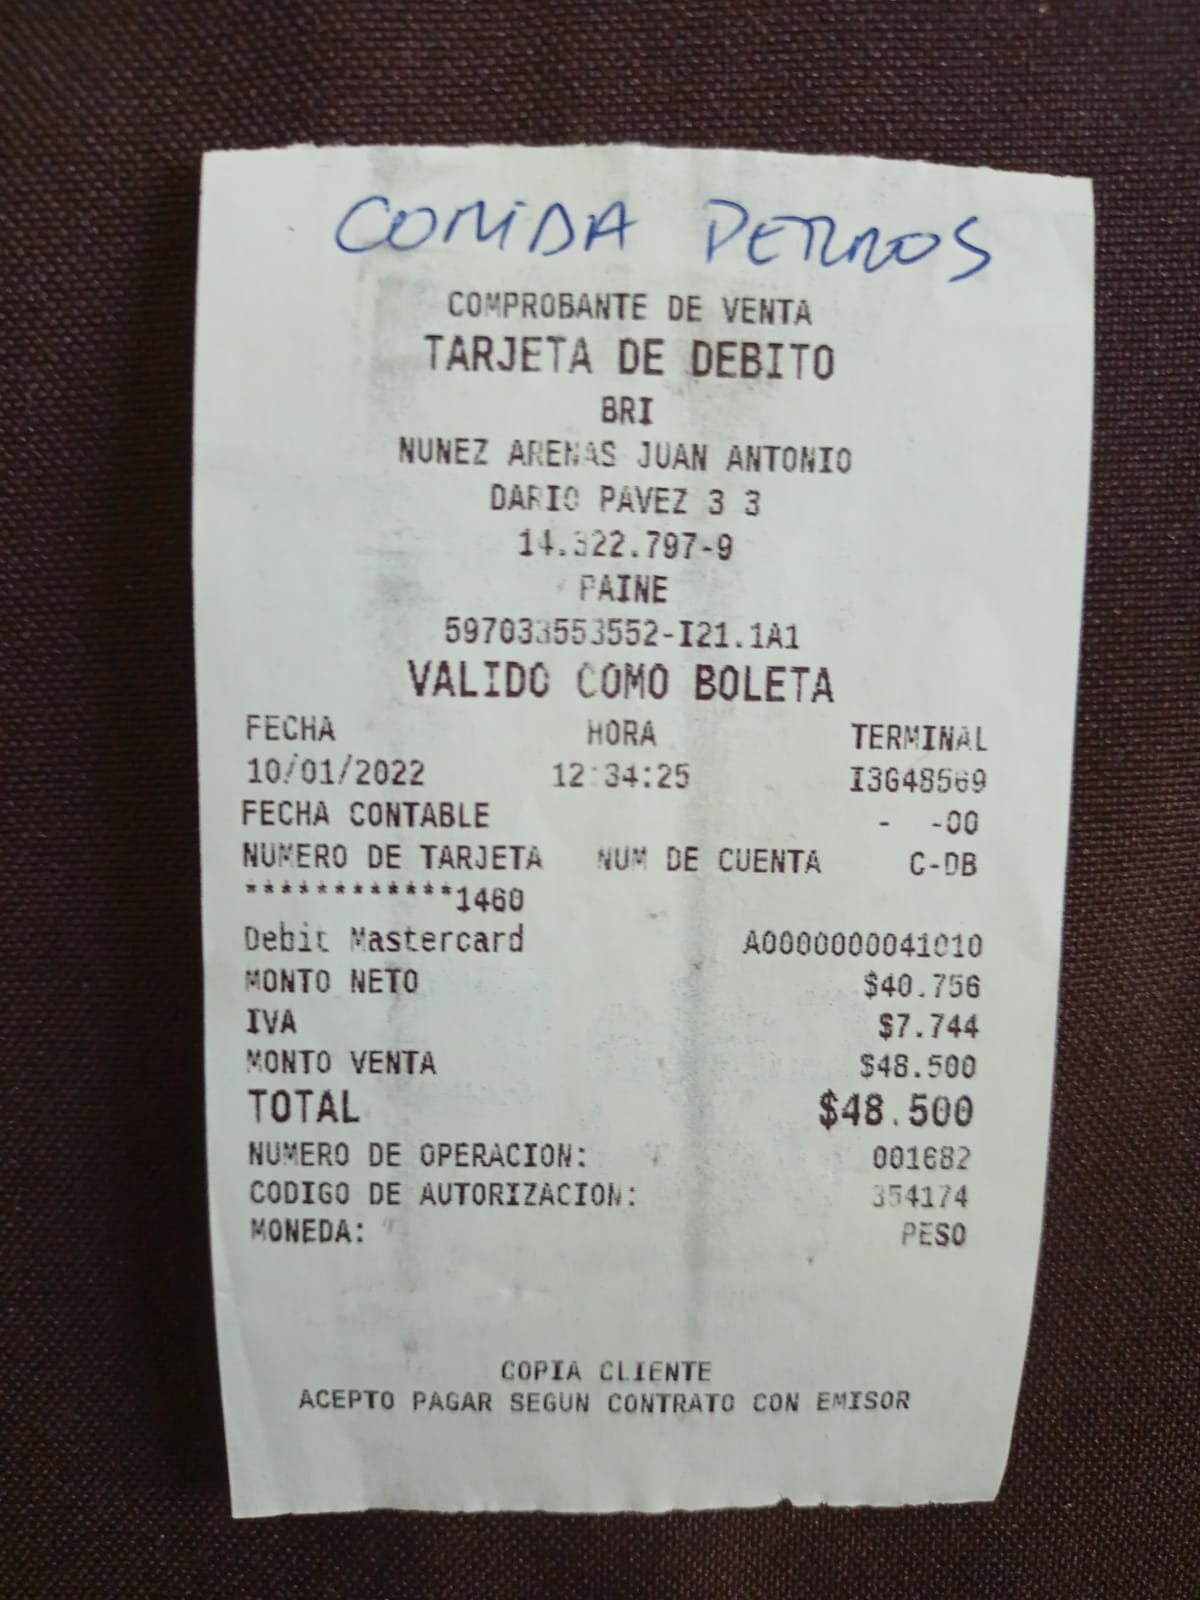 COMIDA PERROS
COMPROBANTE DE VENTA
TARJETA DE DEBITO
BRI
NUNEZ ARENAS JUAN ANTONIO
DARIO PAVEZ 3 3
14.322.797-9
PAINE
597033553552-I21.1A1
VALIDO COMO BOLETA
FECHA HORA TERMINAL
10/01/2022 12:34:25 I3G48569
FECHA CONTABLE - -00
NUMERO DE TARJETA NUM DE CUENTA C-DB
************1460
Debit Mastercard A0000000041010
MONTO NETO $40.756
IVA $7.744
MONTO VENTA $48.500
TOTAL $48.500
NUMERO DE OPERACION: 001682
CODIGO DE AUTORIZACION: 354174
MONEDA: PESO
COPIA CLIENTE
ACEPTO PAGAR SEGUN CONTRATO CON EMISOR